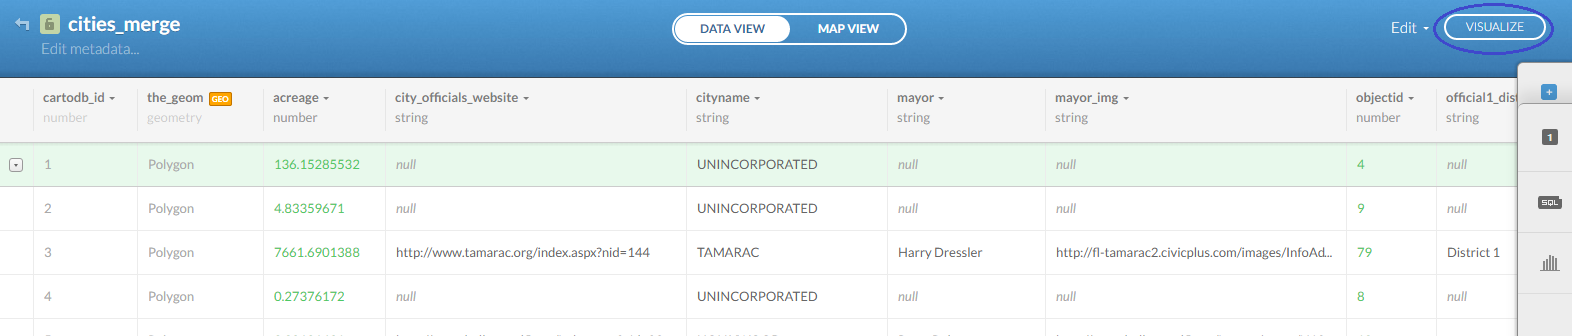 cities_merge
Edit metadata...
DATA VIEW MAP VIEW
Edit VISUALIZE
cartodb_id the_geom GEO acreage city_officials_website cityname mayor mayor_img objectid official1_dist
number geometry number string string string string number string
1 Polygon 136.15285532 null UNINCORPORATED null null 4 null
2 Polygon 4.83359671 null UNINCORPORATED null null 9 null
3 Polygon 7661.6901388 http://www.tamarac.org/index.aspx?nid=144 TAMARAC Harry Dressler http://fl-tamarac2.civicplus.com/images/InfoAd... 79 District 1
4 Polygon 0.27376172 null UNINCORPORATED null null 8 null
1
SQL